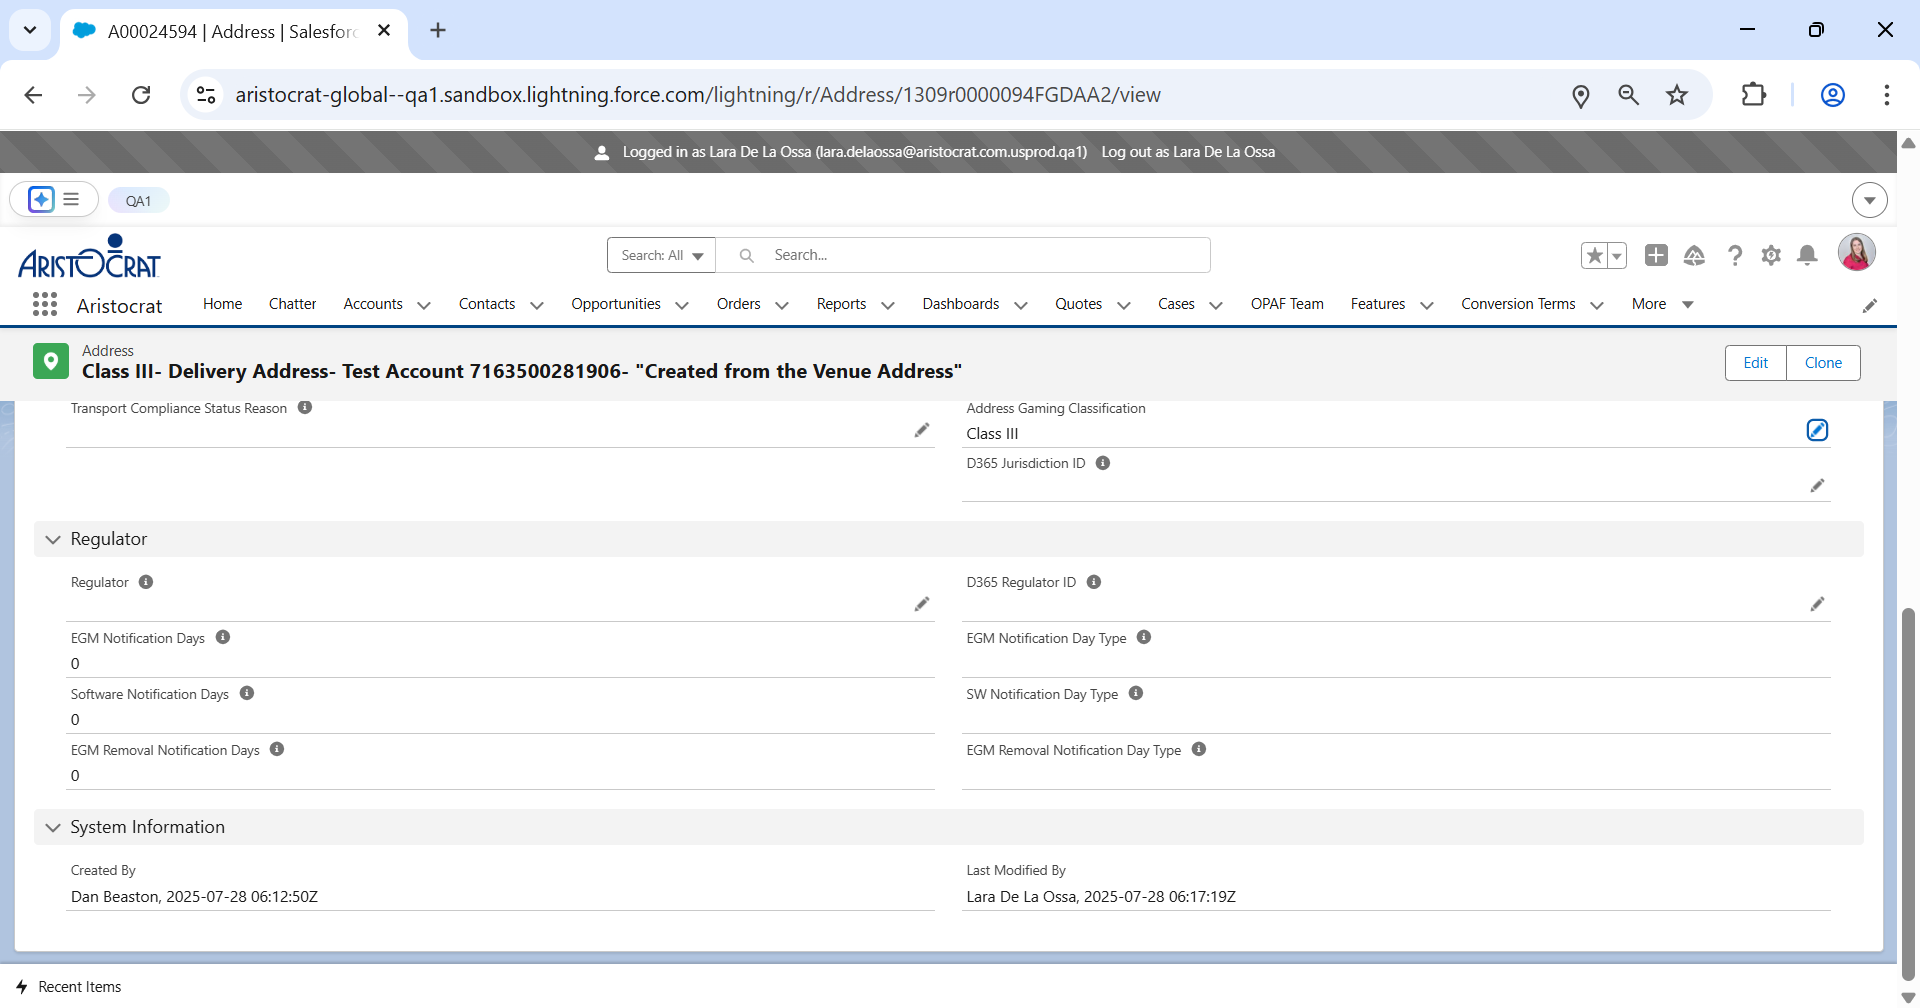 A00024594 | Address | Salesforc
aristocrat-global--qa1.sandbox.lightning.force.com/lightning/r/Address/1309r0000094FGDAA2/view
Logged in as Lara De La Ossa (lara.delaossa@aristocrat.com.usprod.qa1) Log out as Lara De La Ossa
QA1
ARISTOCRAT
Search: All Search...
Aristocrat Home Chatter Accounts Contacts Opportunities Orders Reports Dashboards Quotes Cases OPAF Team Features Conversion Terms More
Address
Class III- Delivery Address- Test Account 7163500281906- "Created from the Venue Address"
Edit Clone
Transport Compliance Status Reason
Address Gaming Classification
Class III
D365 Jurisdiction ID
Regulator
Regulator
D365 Regulator ID
EGM Notification Days
0
EGM Notification Day Type
Software Notification Days
0
SW Notification Day Type
EGM Removal Notification Days
0
EGM Removal Notification Day Type
System Information
Created By
Dan Beaston, 2025-07-28 06:12:50Z
Last Modified By
Lara De La Ossa, 2025-07-28 06:17:19Z
Recent Items